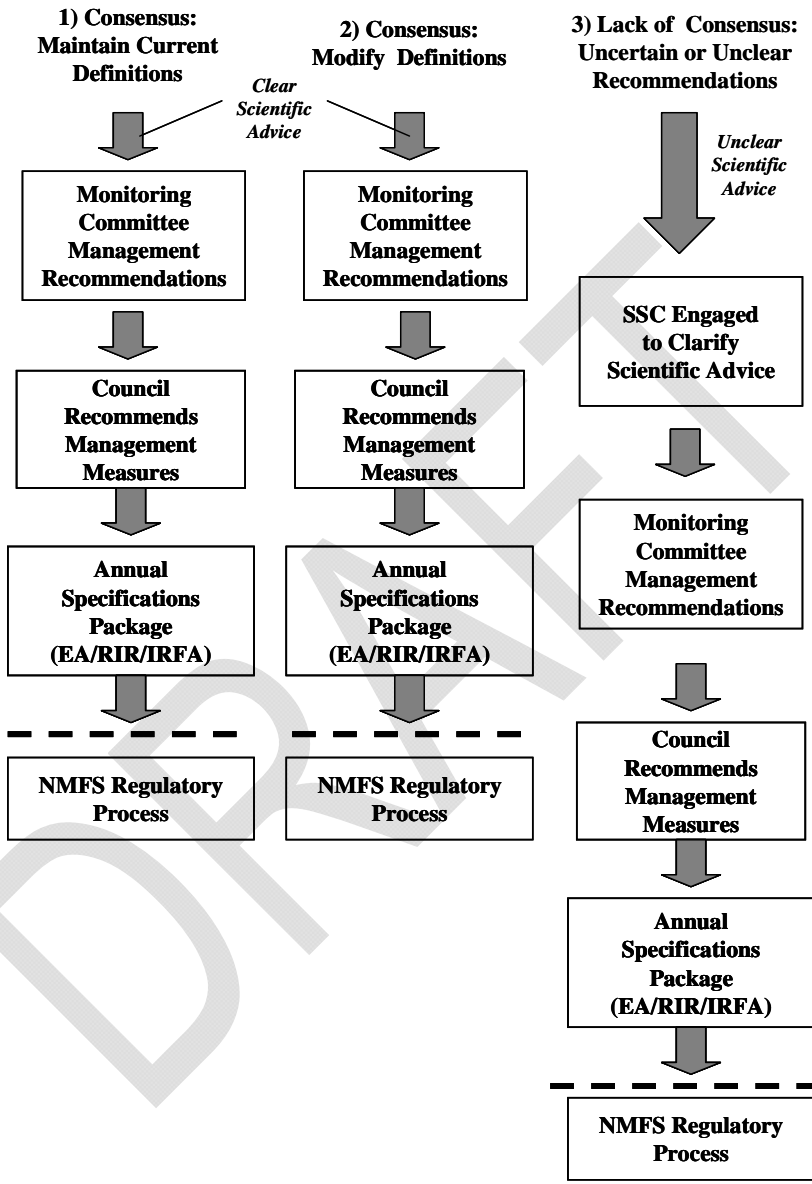 1) Consensus:
Maintain Current
Definitions
2) Consensus:
Modify Definitions
3) Lack of Consensus:
Uncertain or Unclear
Recommendations
Clear
Scientific
Advice
Unclear
Scientific
Advice
Monitoring
Committee
Management
Recommendations
Council
Recommends
Management
Measures
Annual
Specifications
Package
(EA/RIR/IRFA)
NMFS Regulatory
Process
Monitoring
Committee
Management
Recommendations
Council
Recommends
Management
Measures
Annual
Specifications
Package
(EA/RIR/IRFA)
NMFS Regulatory
Process
SSC Engaged
to Clarify
Scientific Advice
Monitoring
Committee
Management
Recommendations
Council
Recommends
Management
Measures
Annual
Specifications
Package
(EA/RIR/IRFA)
NMFS Regulatory
Process
DRAFT